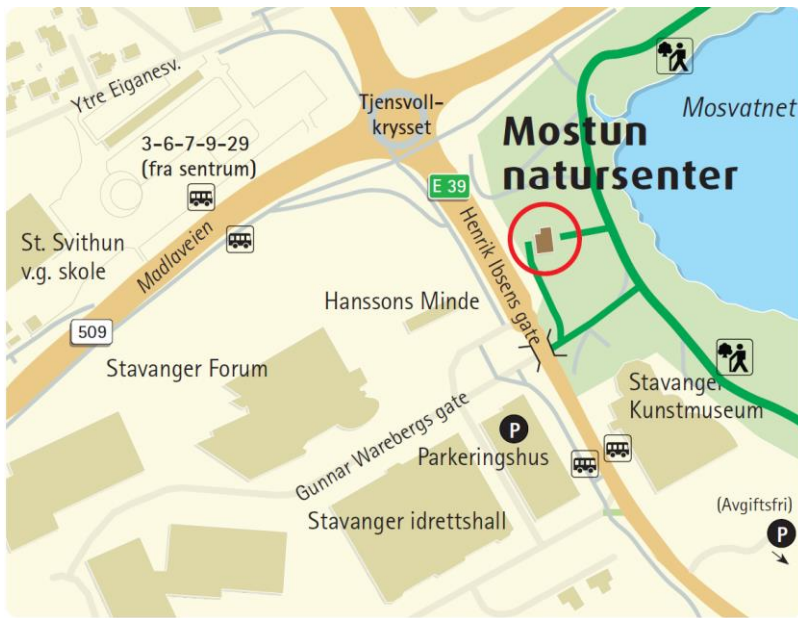 Ytre Eiganesv.
Tjensvoll-
krysset
Mosvatnet
3-6-7-9-29
(fra sentrum)
Mostun
natursenter
E 39
St. Svithun
v.g. skole
Madlaveien
Henrik Ibsens gate
Hanssons Minde
509
Stavanger Forum
Stavanger
Kunstmuseum
Gunnar Warebergs gate
P
Parkeringshus
Stavanger idrettshall
(Avgiftsfri)
P